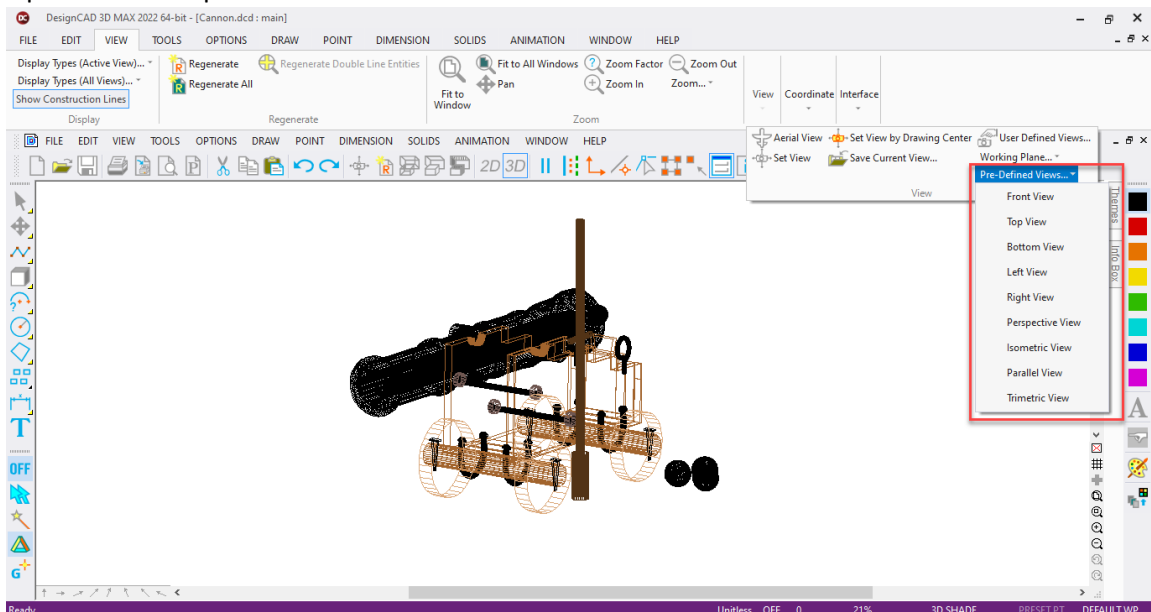 DC DesignCAD 3D MAX 2022 64-bit - [Cannon.dcd : main]
FILE EDIT VIEW TOOLS OPTIONS DRAW POINT DIMENSION SOLIDS ANIMATION WINDOW HELP
Display Types (Active View)... Regenerate Regenerate Double Line Entities Fit to All Windows Zoom Factor Zoom Out
Display Types (All Views)... Regenerate All Pan Zoom In Zoom...
Show Construction Lines Fit to Window View Coordinate Interface
Display Regenerate Zoom
FILE EDIT VIEW TOOLS OPTIONS DRAW POINT DIMENSION SOLIDS ANIMATION WINDOW HELP
Aerial View Set View by Drawing Center User Defined Views...
Set View Save Current View... Working Plane...
2D 3D
Pre-Defined Views...
View
Front View
Top View
Bottom View
Left View
Right View
Perspective View
Isometric View
Parallel View
Trimetric View
Themes
Info Box
A
T
OFF
G
Ready Unitless OFF 0 21% 3D SHADE PRESET PT DEFAULT WP